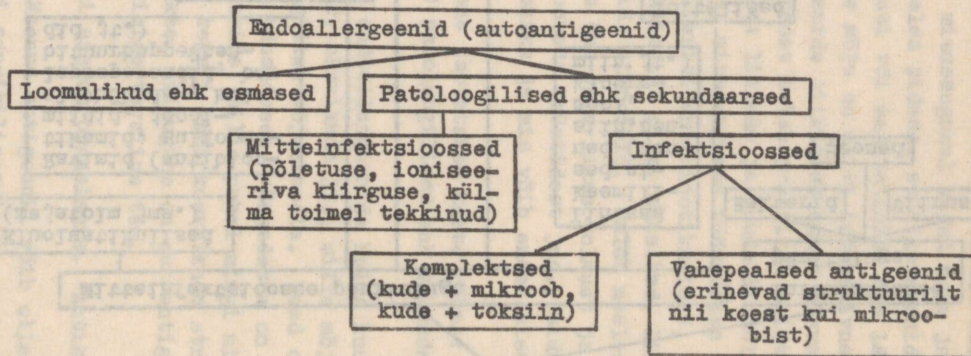 Endoallergeenid (autoantigeenid)
Loomulikud ehk esmased
Patoloogilised ehk sekundaarsed
Mitteinfektsioossed
(põletuse, ionisee-
riva kiirguse, kül-
ma toimel tekkinud)
Infektsioossed
Komplektsed
(kude + mikroob,
kude + toksiin)
Vahepealsed antigeenid
(erinevad struktuurilt
nii koest kui mikroo-
bist)